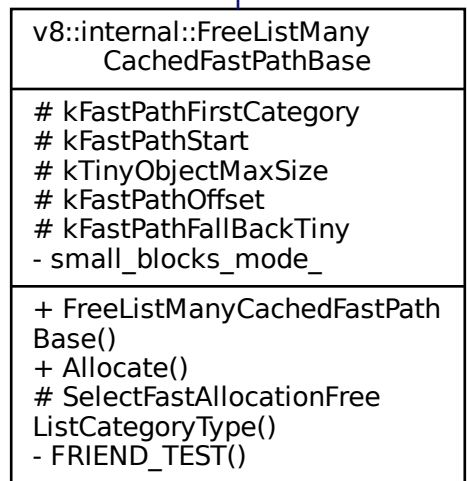 v8::internal::FreeListMany
CachedFastPathBase
# kFastPathFirstCategory
# kFastPathStart
# kTinyObjectMaxSize
# kFastPathOffset
# kFastPathFallBackTiny
- small_blocks_mode_
+ FreeListManyCachedFastPath
Base()
+ Allocate()
# SelectFastAllocationFree
ListCategoryType()
- FRIEND_TEST()